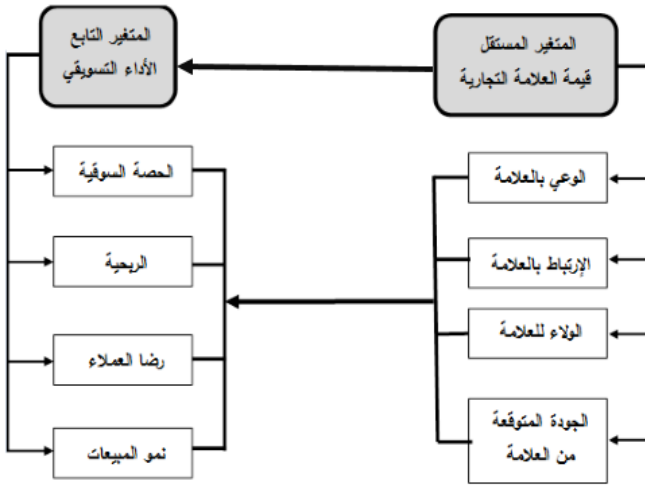 المتغير المستقل
قيمة العلامة التجارية
المتغير التابع
الأداء التسويقي
الوعي بالعلامة
الإرتباط بالعلامة
الولاء للعلامة
الجودة المتوقعة
من العلامة
الحصة السوقية
الربحية
رضا العملاء
نمو المبيعات